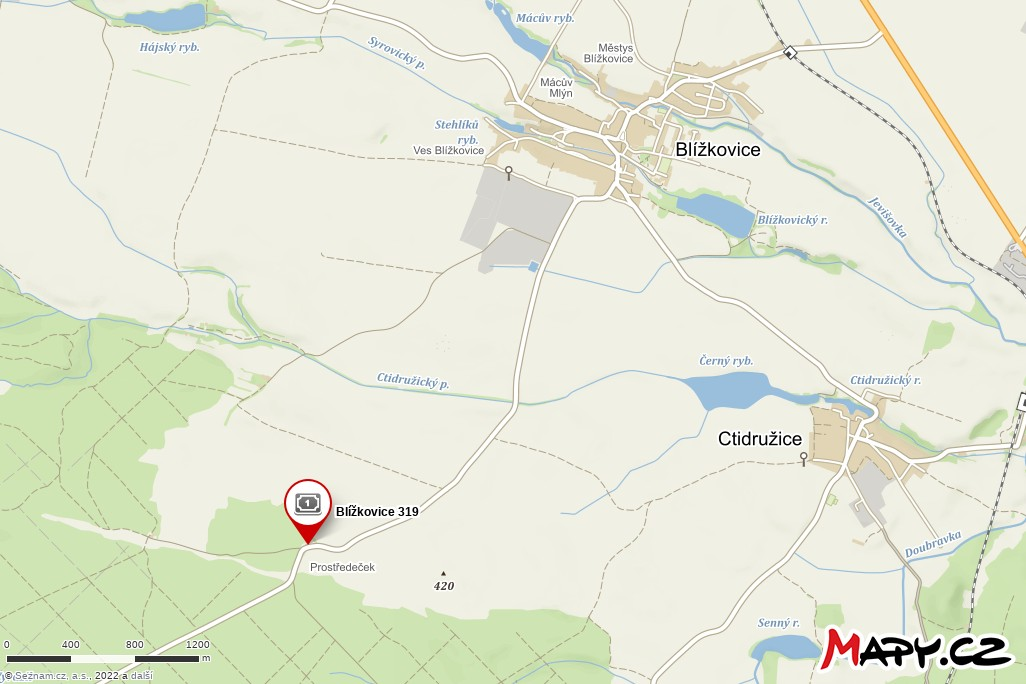 Mácův ryb.
Hájský ryb.
Syrovický p.
Městys
Blížkovice
Mácův
Mlýn
Stehlíků
ryb.
Ves Blížkovice
Blížkovice
Jevišovka
Blížkovický r.
Černý ryb.
Ctidružický p.
Ctidružický r.
Ctidružice
1
Blížkovice 319
Doubravka
Prostředeček
420
Senný r.
0 400 800 1200
m
© Seznam.cz, a.s., 2022 a další
MAPY.CZ